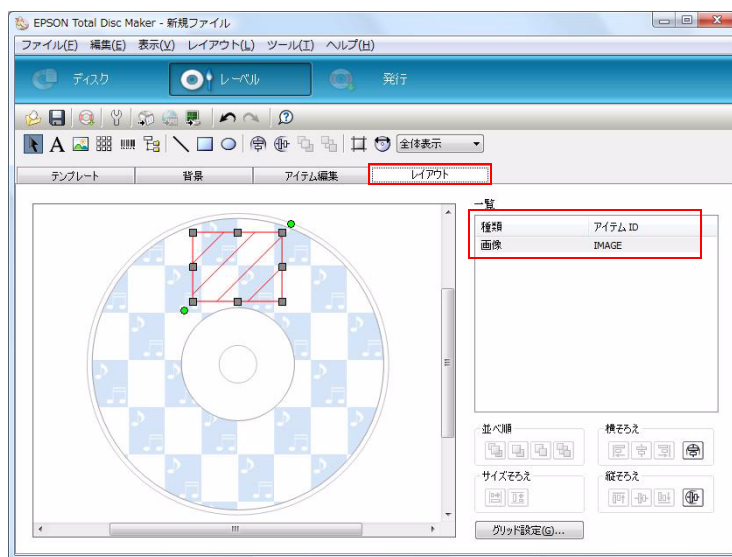 EPSON Total Disc Maker - 新規ファイル
ファイル(F) 編集(E) 表示(V) レイアウト(L) ツール(T) ヘルプ(H)
ディスク レーベル 発行
A 全体表示
テンプレート 背景 アイテム編集 レイアウト
一覧
種類 アイテム ID
画像 IMAGE
並べ順 横そろえ
サイズそろえ 縦そろえ
グリッド設定(G)...